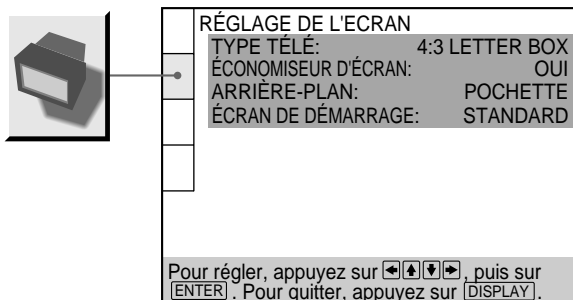 RÉGLAGE DE L'ECRAN
TYPE TÉLÉ: 4:3 LETTER BOX
ÉCONOMISEUR D'ÉCRAN: OUI
ARRIÈRE-PLAN: POCHETTE
ÉCRAN DE DÉMARRAGE: STANDARD
Pour régler, appuyez sur ←↑↓→, puis sur
ENTER. Pour quitter, appuyez sur DISPLAY.